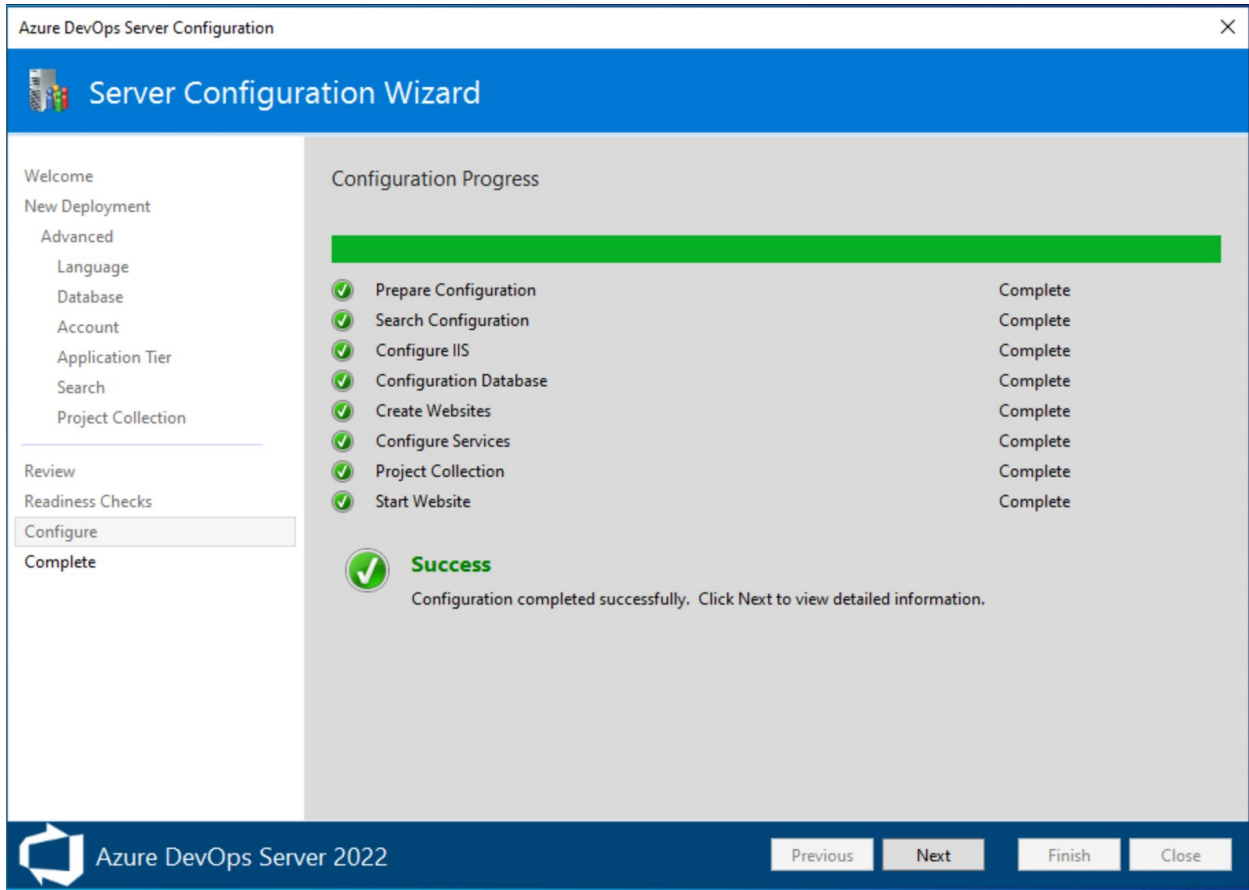 Azure DevOps Server Configuration
Server Configuration Wizard
Welcome
New Deployment
Advanced
Language
Database
Account
Application Tier
Search
Project Collection
Review
Readiness Checks
Configure
Complete
Configuration Progress
Prepare Configuration Complete
Search Configuration Complete
Configure IIS Complete
Configuration Database Complete
Create Websites Complete
Configure Services Complete
Project Collection Complete
Start Website Complete
Success
Configuration completed successfully. Click Next to view detailed information.
Azure DevOps Server 2022
Previous Next Finish Close